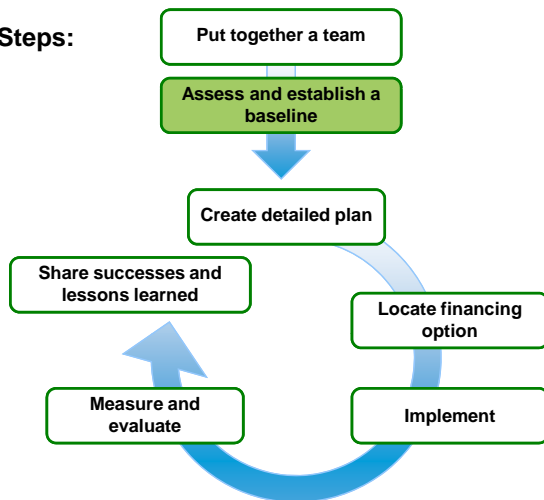 Steps:
Put together a team
Assess and establish a
baseline
Create detailed plan
Share successes and
lessons learned
Locate financing
option
Measure and
evaluate
Implement